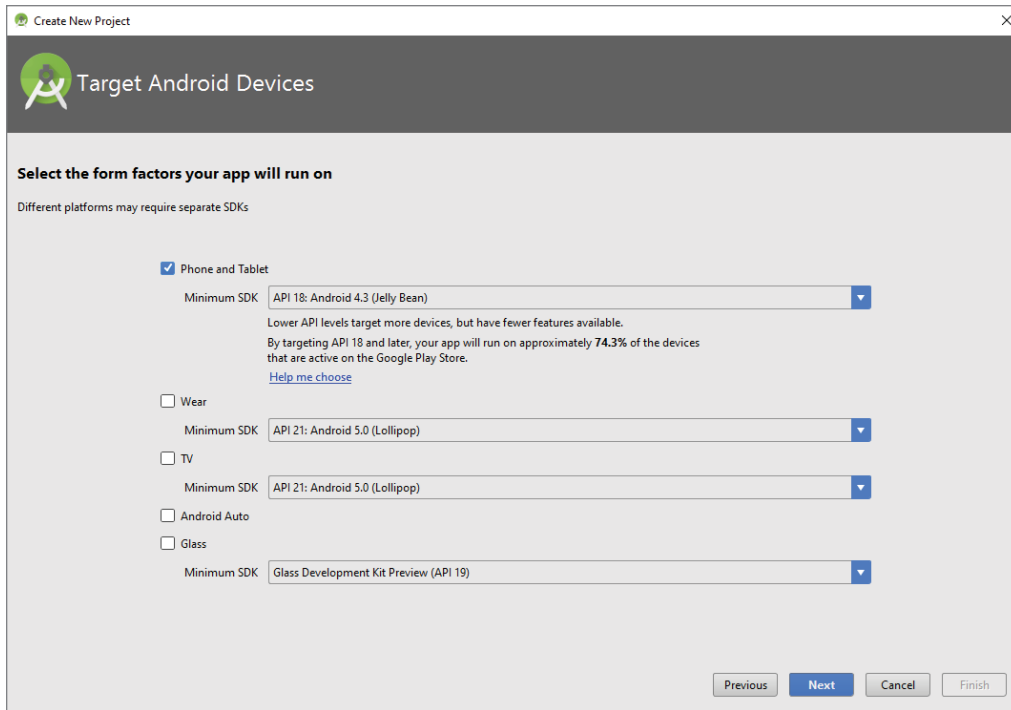 Create New Project
Target Android Devices
Select the form factors your app will run on
Different platforms may require separate SDKs
Phone and Tablet
Minimum SDK API 18: Android 4.3 (Jelly Bean)
Lower API levels target more devices, but have fewer features available.
By targeting API 18 and later, your app will run on approximately 74.3% of the devices
that are active on the Google Play Store.
Help me choose
Wear
Minimum SDK API 21: Android 5.0 (Lollipop)
TV
Minimum SDK API 21: Android 5.0 (Lollipop)
Android Auto
Glass
Minimum SDK Glass Development Kit Preview (API 19)
Previous Next Cancel Finish